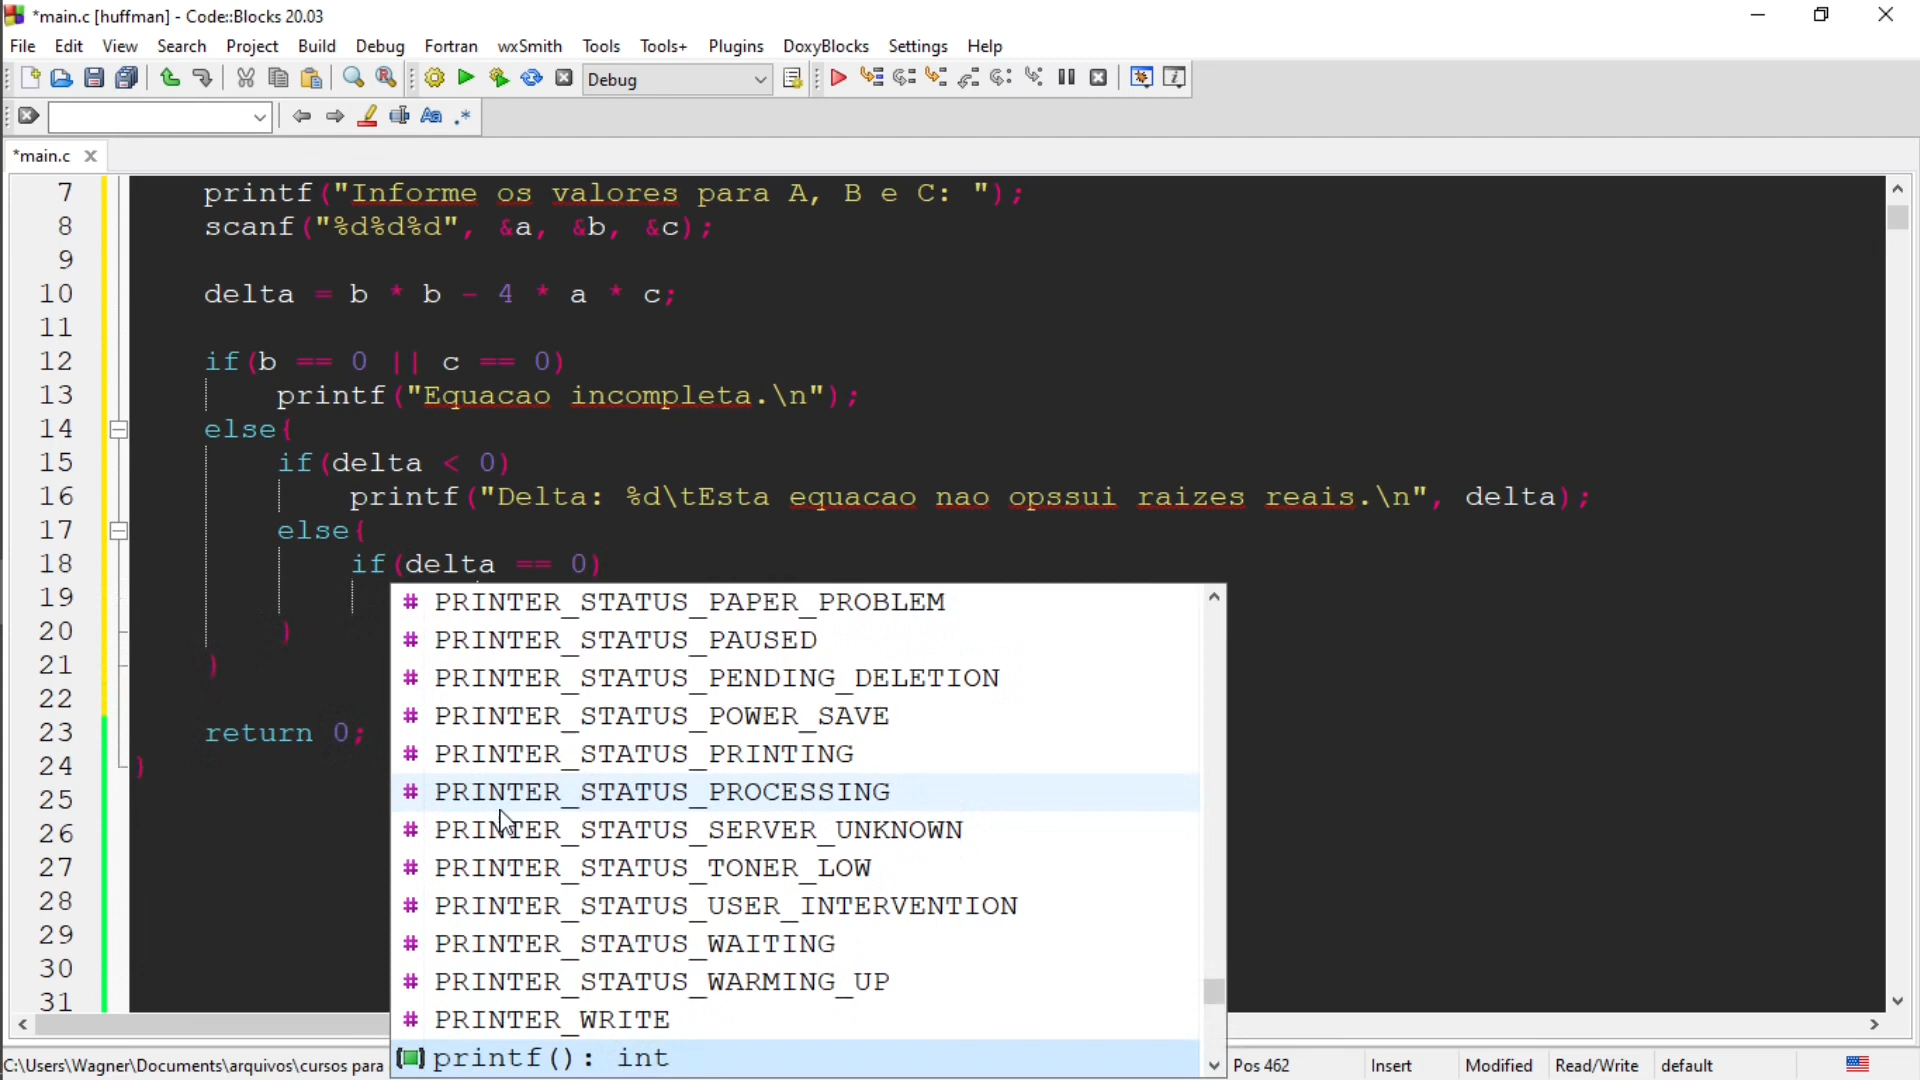 *main.c [huffman] - Code::Blocks 20.03
File Edit View Search Project Build Debug Fortran wxSmith Tools Tools+ Plugins DoxyBlocks Settings Help
Debug
*main.c
7 printf("Informe os valores para A, B e C: ");
8 scanf("%d%d%d", &a, &b, &c);
9
10 delta = b * b - 4 * a * c;
11
12 if(b == 0 || c == 0)
13 printf("Equacao incompleta.\n");
14 else{
15 if(delta < 0)
16 printf("Delta: %d\tEsta equacao nao opssui raizes reais.\n", delta);
17 else{
18 if(delta == 0)
19
20 }
21 }
22
23 return 0;
24 }
25
26
27
28
29
30
31
# PRINTER_STATUS_PAPER_PROBLEM
# PRINTER_STATUS_PAUSED
# PRINTER_STATUS_PENDING_DELETION
# PRINTER_STATUS_POWER_SAVE
# PRINTER_STATUS_PRINTING
# PRINTER_STATUS_PROCESSING
# PRINTER_STATUS_SERVER_UNKNOWN
# PRINTER_STATUS_TONER_LOW
# PRINTER_STATUS_USER_INTERVENTION
# PRINTER_STATUS_WAITING
# PRINTER_STATUS_WARMING_UP
# PRINTER_WRITE
printf(): int
C:\Users\Wagner\Documents\arquivos\cursos para Pos 462 Insert Modified Read/Write default